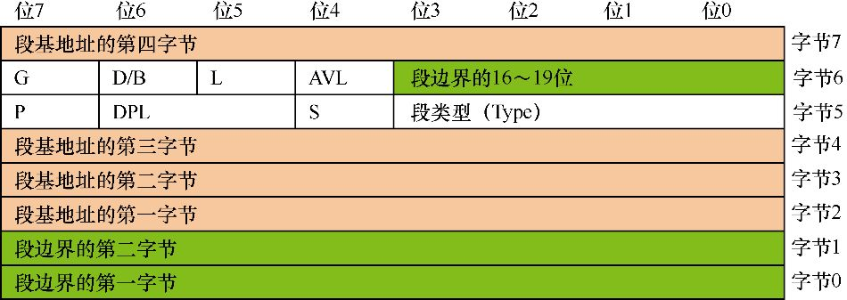 位7 位6 位5 位4 位3 位2 位1 位0
段基地址的第四字节 字节7
G D/B L AVL 段边界的16～19位 字节6
P DPL S 段类型（Type） 字节5
段基地址的第三字节 字节4
段基地址的第二字节 字节3
段基地址的第一字节 字节2
段边界的第二字节 字节1
段边界的第一字节 字节0